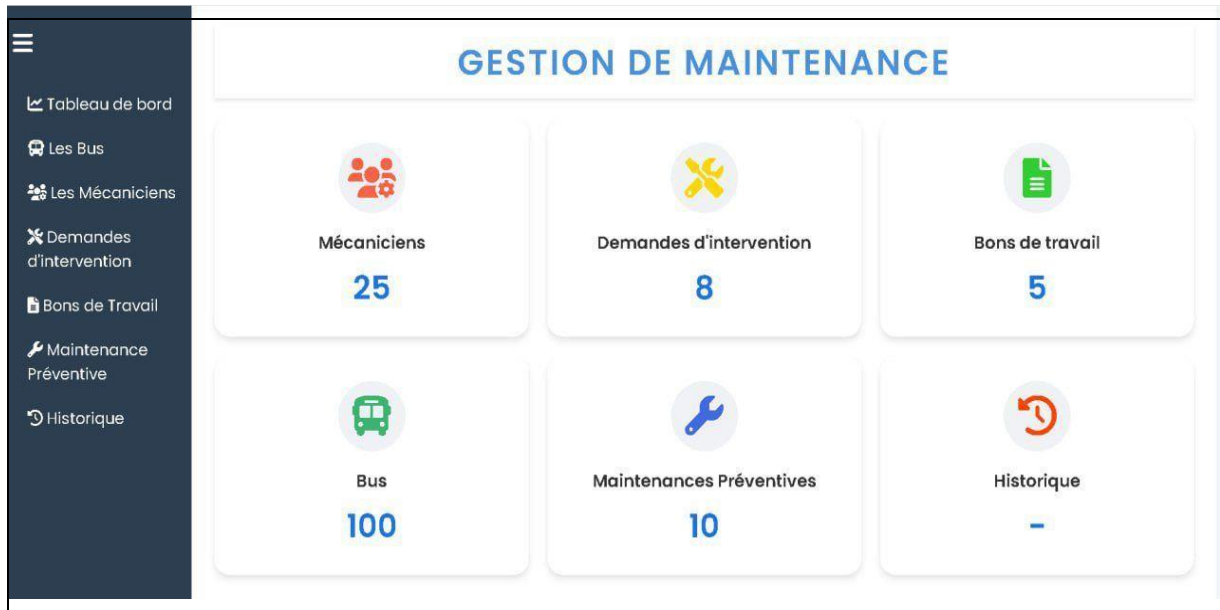 GESTION DE MAINTENANCE
Tableau de bord
Les Bus
Les Mécaniciens
Demandes
d'intervention
Bons de Travail
Maintenance
Préventive
Historique
Mécaniciens
25
Demandes d'intervention
8
Bons de travail
5
Bus
100
Maintenances Préventives
10
Historique
-